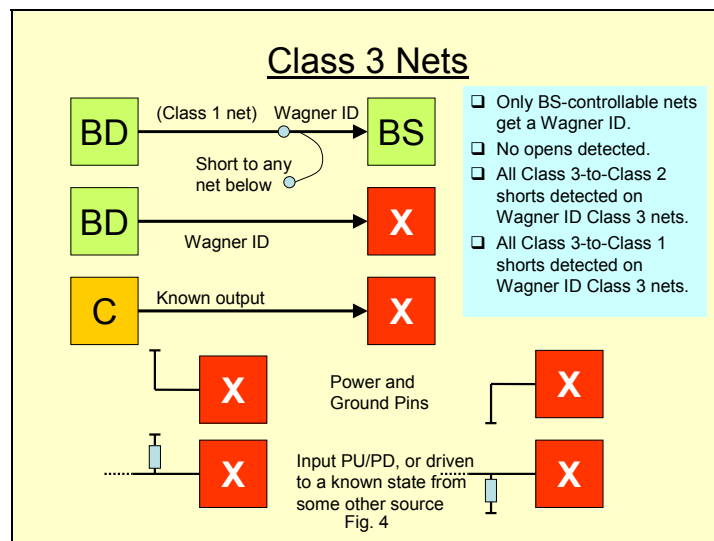 Class 3 Nets
BD
(Class 1 net)
Wagner ID
BS
Short to any
net below
BD
Wagner ID
X
C
Known output
X
X
Power and
Ground Pins
X
X
Input PU/PD, or driven
to a known state from
some other source
X
Fig. 4
❑ Only BS-controllable nets
get a Wagner ID.
❑ No opens detected.
❑ All Class 3-to-Class 2
shorts detected on
Wagner ID Class 3 nets.
❑ All Class 3-to-Class 1
shorts detected on
Wagner ID Class 3 nets.